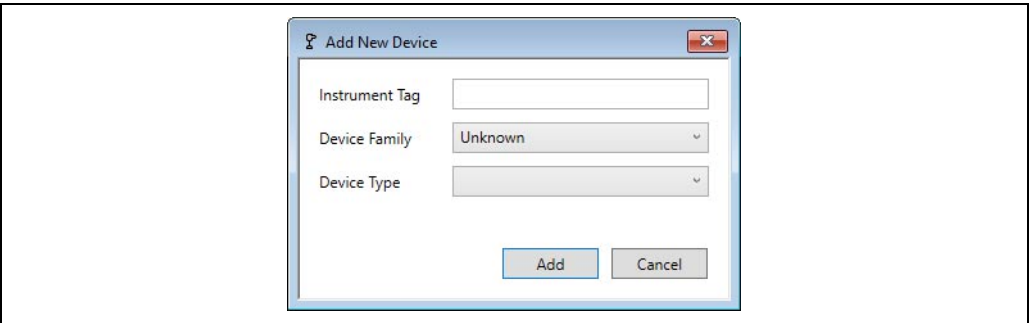 Add New Device
Instrument Tag
Device Family Unknown
Device Type
Add Cancel